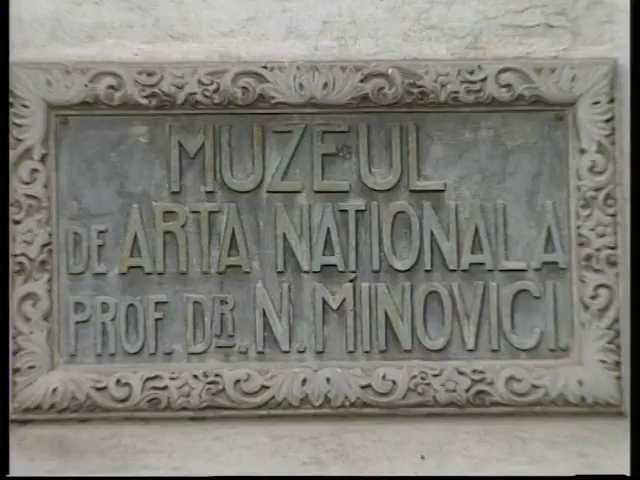 MUZEUL
DE ARTA NATIONALA
PROF. DR. N. MINOVICI.